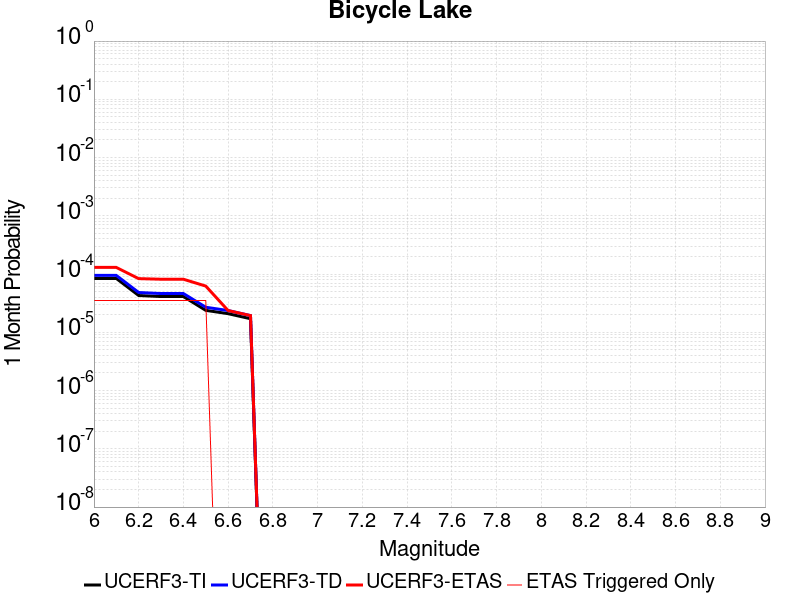 Bicycle Lake
10^0
10^-1
10^-2
10^-3
10^-4
10^-5
10^-6
10^-7
10^-8
1 Month Probability
6 6.2 6.4 6.6 6.8 7 7.2 7.4 7.6 7.8 8 8.2 8.4 8.6 8.8 9
Magnitude
UCERF3-TI UCERF3-TD UCERF3-ETAS ETAS Triggered Only